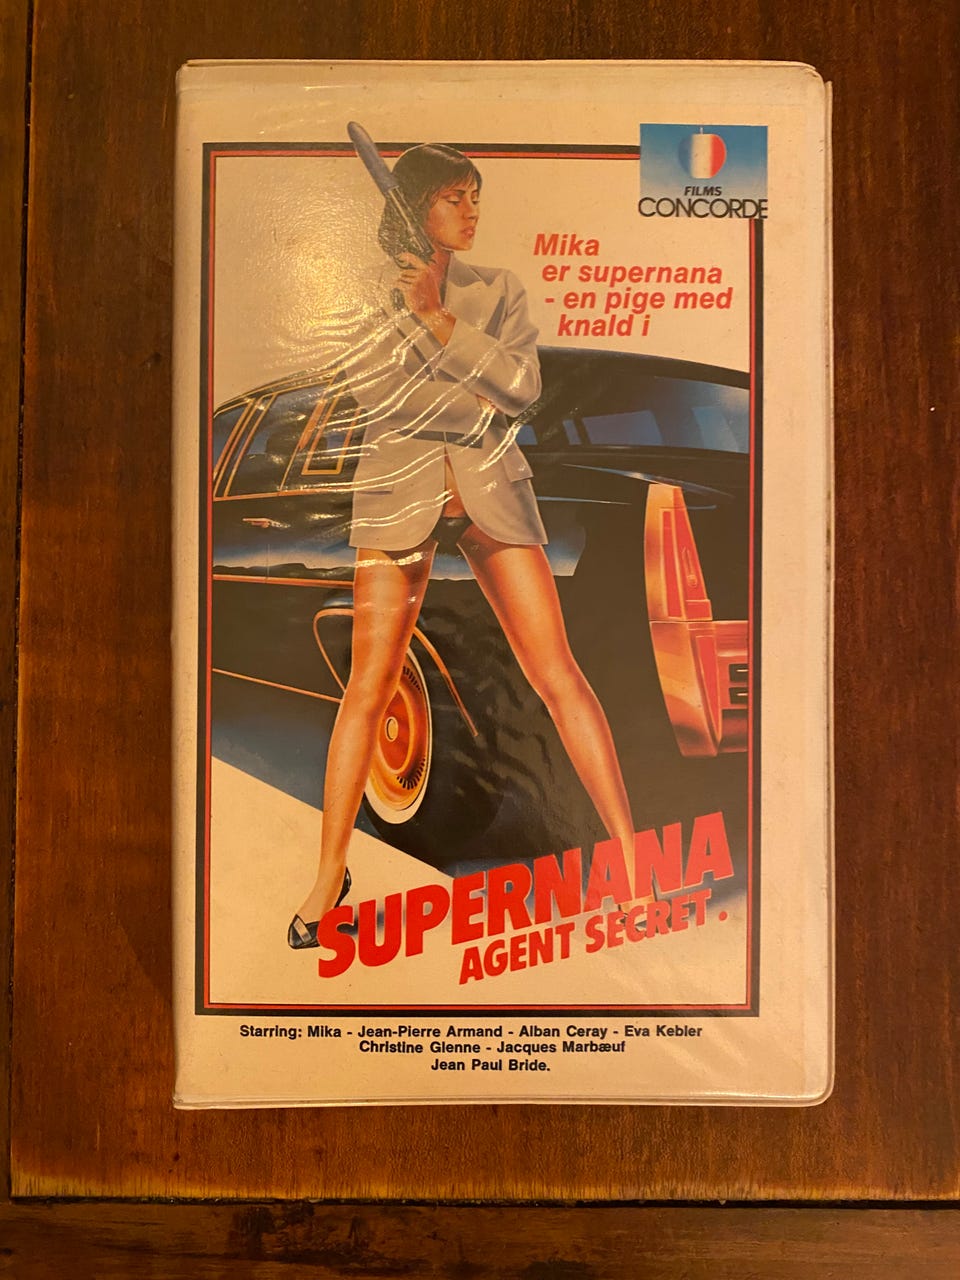 FILMS
CONCORDE
Mika
er supernana
- en pige med
knald i
SUPERNANA
AGENT SECRET.
Starring: Mika - Jean-Pierre Armand - Alban Ceray - Eva Kebler
Christine Glenne - Jacques Marbæuf
Jean Paul Bride.